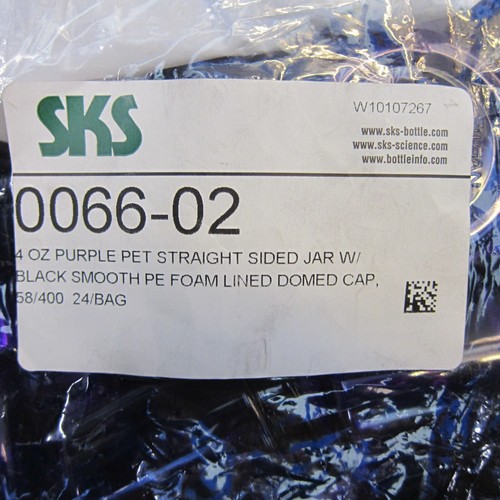 SKS
W10107267
www.sks-bottle.com
www.sks-science.com
www.bottleinfo.com
0066-02
4 OZ PURPLE PET STRAIGHT SIDED JAR W/
BLACK SMOOTH PE FOAM LINED DOMED CAP,
58/400 24/BAG